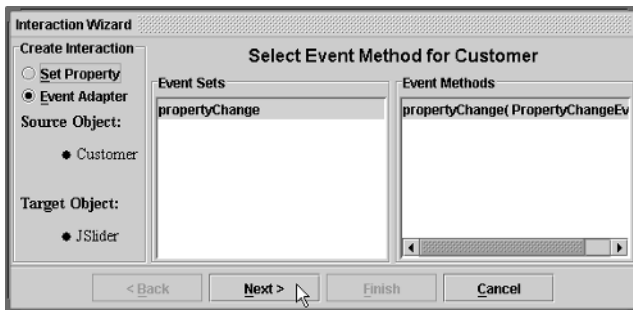 Interaction Wizard
Create Interaction
Set Property
Event Adapter
Source Object:
Customer
Target Object:
JSlider
Select Event Method for Customer
Event Sets
propertyChange
Event Methods
propertyChange( PropertyChangeEv
< Back
Next >
Finish
Cancel